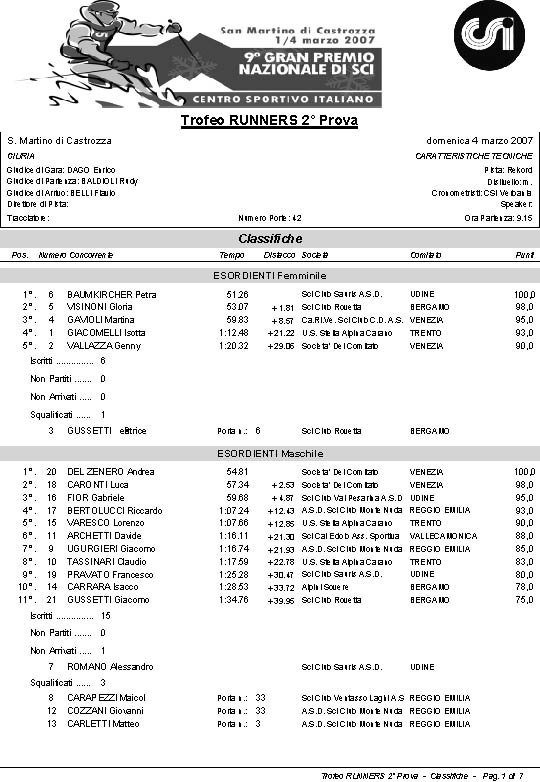 San Martino di Castrozza
1/4 marzo 2007
9° GRAN PREMIO
NAZIONALE DI SCI
CENTRO SPORTIVO ITALIANO
CSI
Trofeo RUNNERS 2° Prova
S. Martino di Castrozza domenica 4 marzo 2007
GIURIA CARATTERISTICHE TECNICHE
Giudice di Gara: DAGO Enrico Pista: Rekord
Giudice di Partenza: BALDIOLI Rudy Dislivello: m.
Giudice di Arrivo: BELLI Flavio Cronometristi: CSI Verbania
Direttore di Pista: Speaker:
Tracciatore: Numero Porte: 42 Ora Partenza: 9.15
Classifiche
Pos. Numero Concorrente Tempo Distacco Società Comitato Punti
ESORDIENTI Femminile
1°. 6 BAUMKIRCHER Petra 51.26 Sci Club Sauris A.S.D. UDINE 100,0
2°. 5 VISINONI Gloria 53.07 +1.81 Sci Club Rovetta BERGAMO 98,0
3°. 4 GAVIOLI Martina 59.83 +8.57 Ca.Ri.Ve. Sci Club C.D. A.S. VENEZIA 95,0
4°. 1 GIACOMELLI Isotta 1:12.48 +21.22 U.S. Stella Alpina Carano TRENTO 93,0
5°. 2 VALLAZZA Genny 1:20.32 +29.06 Societa' Del Comitato VENEZIA 90,0
Iscritti ............... 6
Non Partiti ....... 0
Non Arrivati ..... 0
Squalificati ...... 1
3 GUSSETTI Porta n.: 6 Sci Club Rovetta BERGAMO
ESORDIENTI Maschile
1°. 20 DEL ZENERO Andrea 54.81 Societa' Del Comitato VENEZIA 100,0
2°. 18 CARONTI Luca 57.34 +2.53 Societa' Del Comitato VENEZIA 98,0
3°. 16 FIOR Gabriele 59.68 +4.87 Sci Club Val Pesarina A.S.D UDINE 95,0
4°. 17 BERTOLUCCI Riccardo 1:07.24 +12.43 A.S.D. Sci Club Monte Nuda REGGIO EMILIA 93,0
5°. 15 VARESCO Lorenzo 1:07.66 +12.85 U.S. Stella Alpina Carano TRENTO 90,0
6°. 11 ARCHETTI Davide 1:16.11 +21.30 Sci Cai Edolo Ass. Sportiva VALLECAMONICA 88,0
7°. 9 UGURGIERI Giacomo 1:16.74 +21.93 A.S.D. Sci Club Monte Nuda REGGIO EMILIA 85,0
8°. 10 TASSINARI Claudio 1:17.59 +22.78 U.S. Stella Alpina Carano TRENTO 83,0
9°. 19 PRAVATO Francesco 1:25.28 +30.47 Sci Club Sauris A.S.D. UDINE 80,0
10°. 14 CARRARA Isacco 1:28.53 +33.72 Alpin Sovere BERGAMO 78,0
11°. 21 GUSSETTI Giacomo 1:34.76 +39.95 Sci Club Rovetta BERGAMO 75,0
Iscritti ............... 15
Non Partiti ....... 0
Non Arrivati ..... 1
7 ROMANO Alessandro Sci Club Sauris A.S.D. UDINE
Squalificati ...... 3
8 CARAPEZZI Maicol Porta n.: 33 Sci Club Ventasso Laghi A.S REGGIO EMILIA
12 COZZANI Giovanni Porta n.: 33 A.S.D. Sci Club Monte Nuda REGGIO EMILIA
13 CARLETTI Matteo Porta n.: 3 A.S.D. Sci Club Monte Nuda REGGIO EMILIA
Trofeo RUNNERS 2° Prova - Classifiche - Pag. 1 di 7